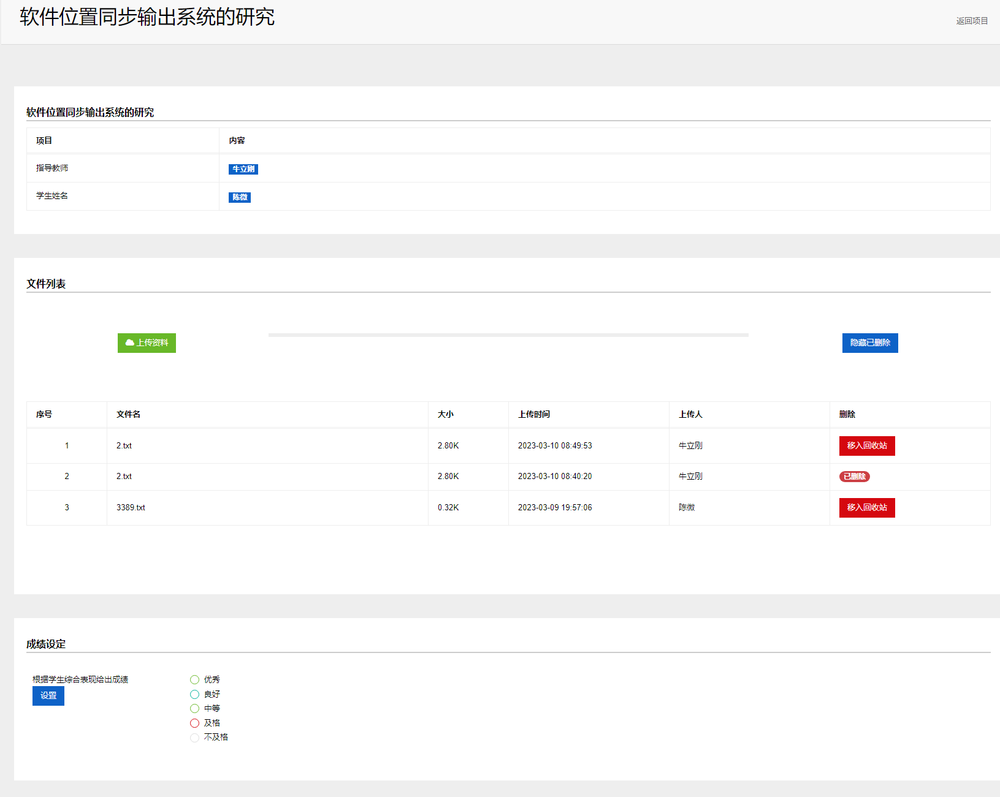 软件位置同步输出系统的研究
返回项目
软件位置同步输出系统的研究
项目 内容
指导教师 牛立刚
学生姓名 陈微
文件列表
上传资料 隐藏已删除
序号 文件名 大小 上传时间 上传人 删除
1 2.txt 2.80K 2023-03-10 08:49:53 牛立刚 移入回收站
2 2.txt 2.80K 2023-03-10 08:40:20 牛立刚 已删除
3 3389.txt 0.32K 2023-03-09 19:57:06 陈微 移入回收站
成绩设定
根据学生综合表现给出成绩
设置
优秀
良好
中等
及格
不及格